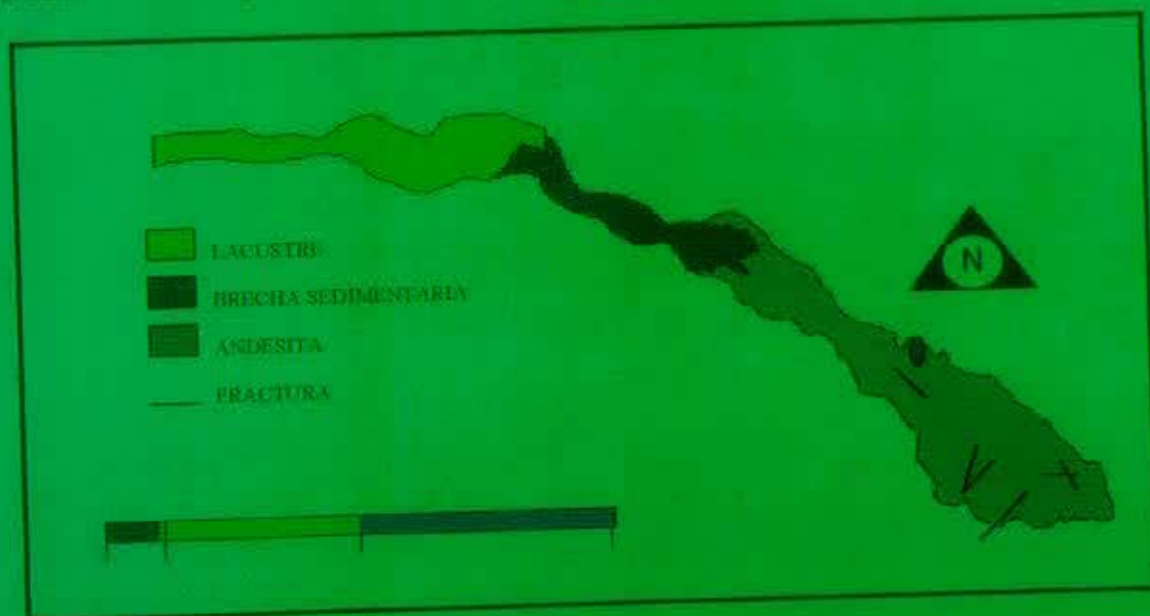 LACUSTRE
BRECHA SEDIMENTARIA
ANDESITA
FRACTURA
N